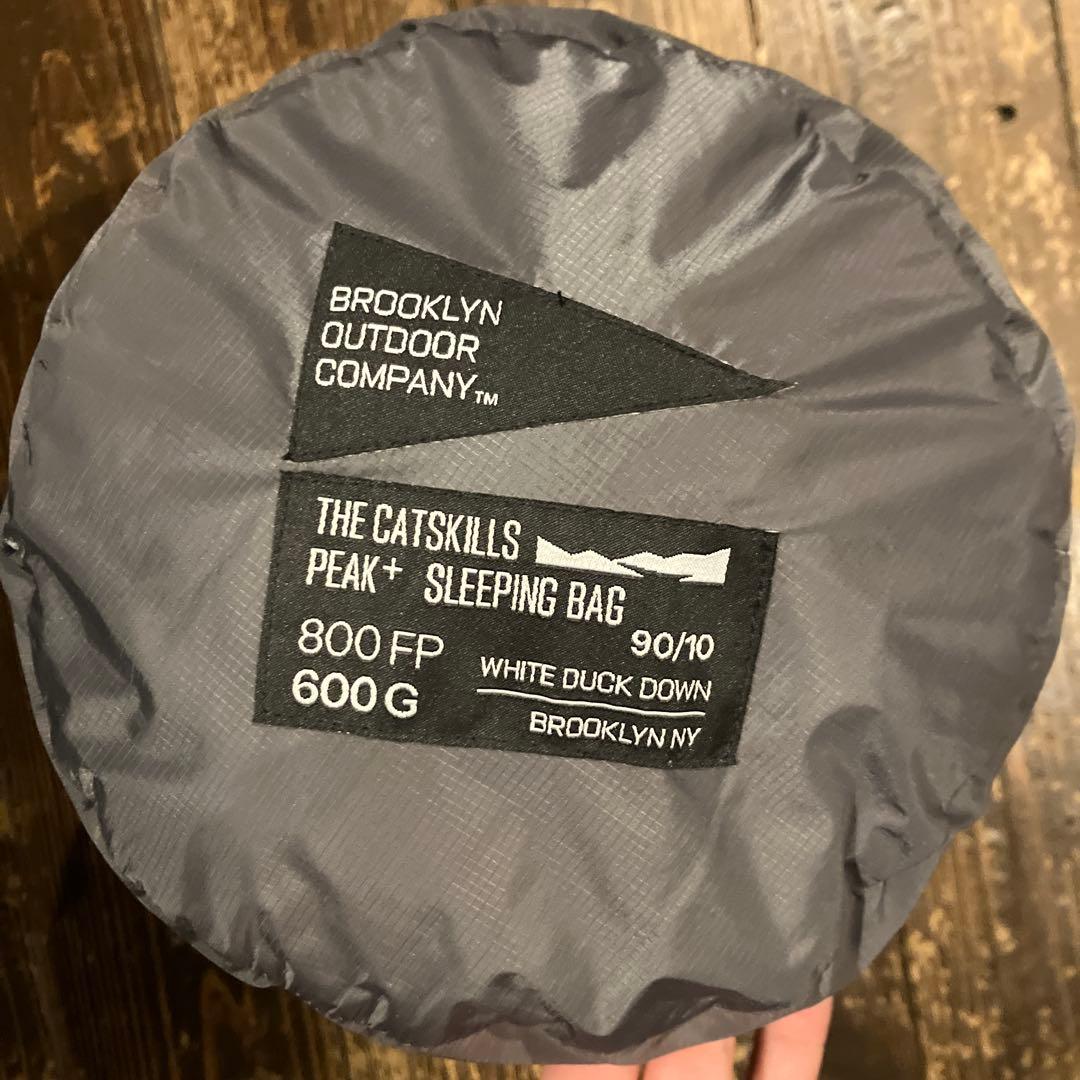 BROOKLYN
OUTDOOR
COMPANY™
THE CATSKILLS
PEAK+ SLEEPING BAG
800 FP
600 G
90/10
WHITE DUCK DOWN
BROOKLYN NY